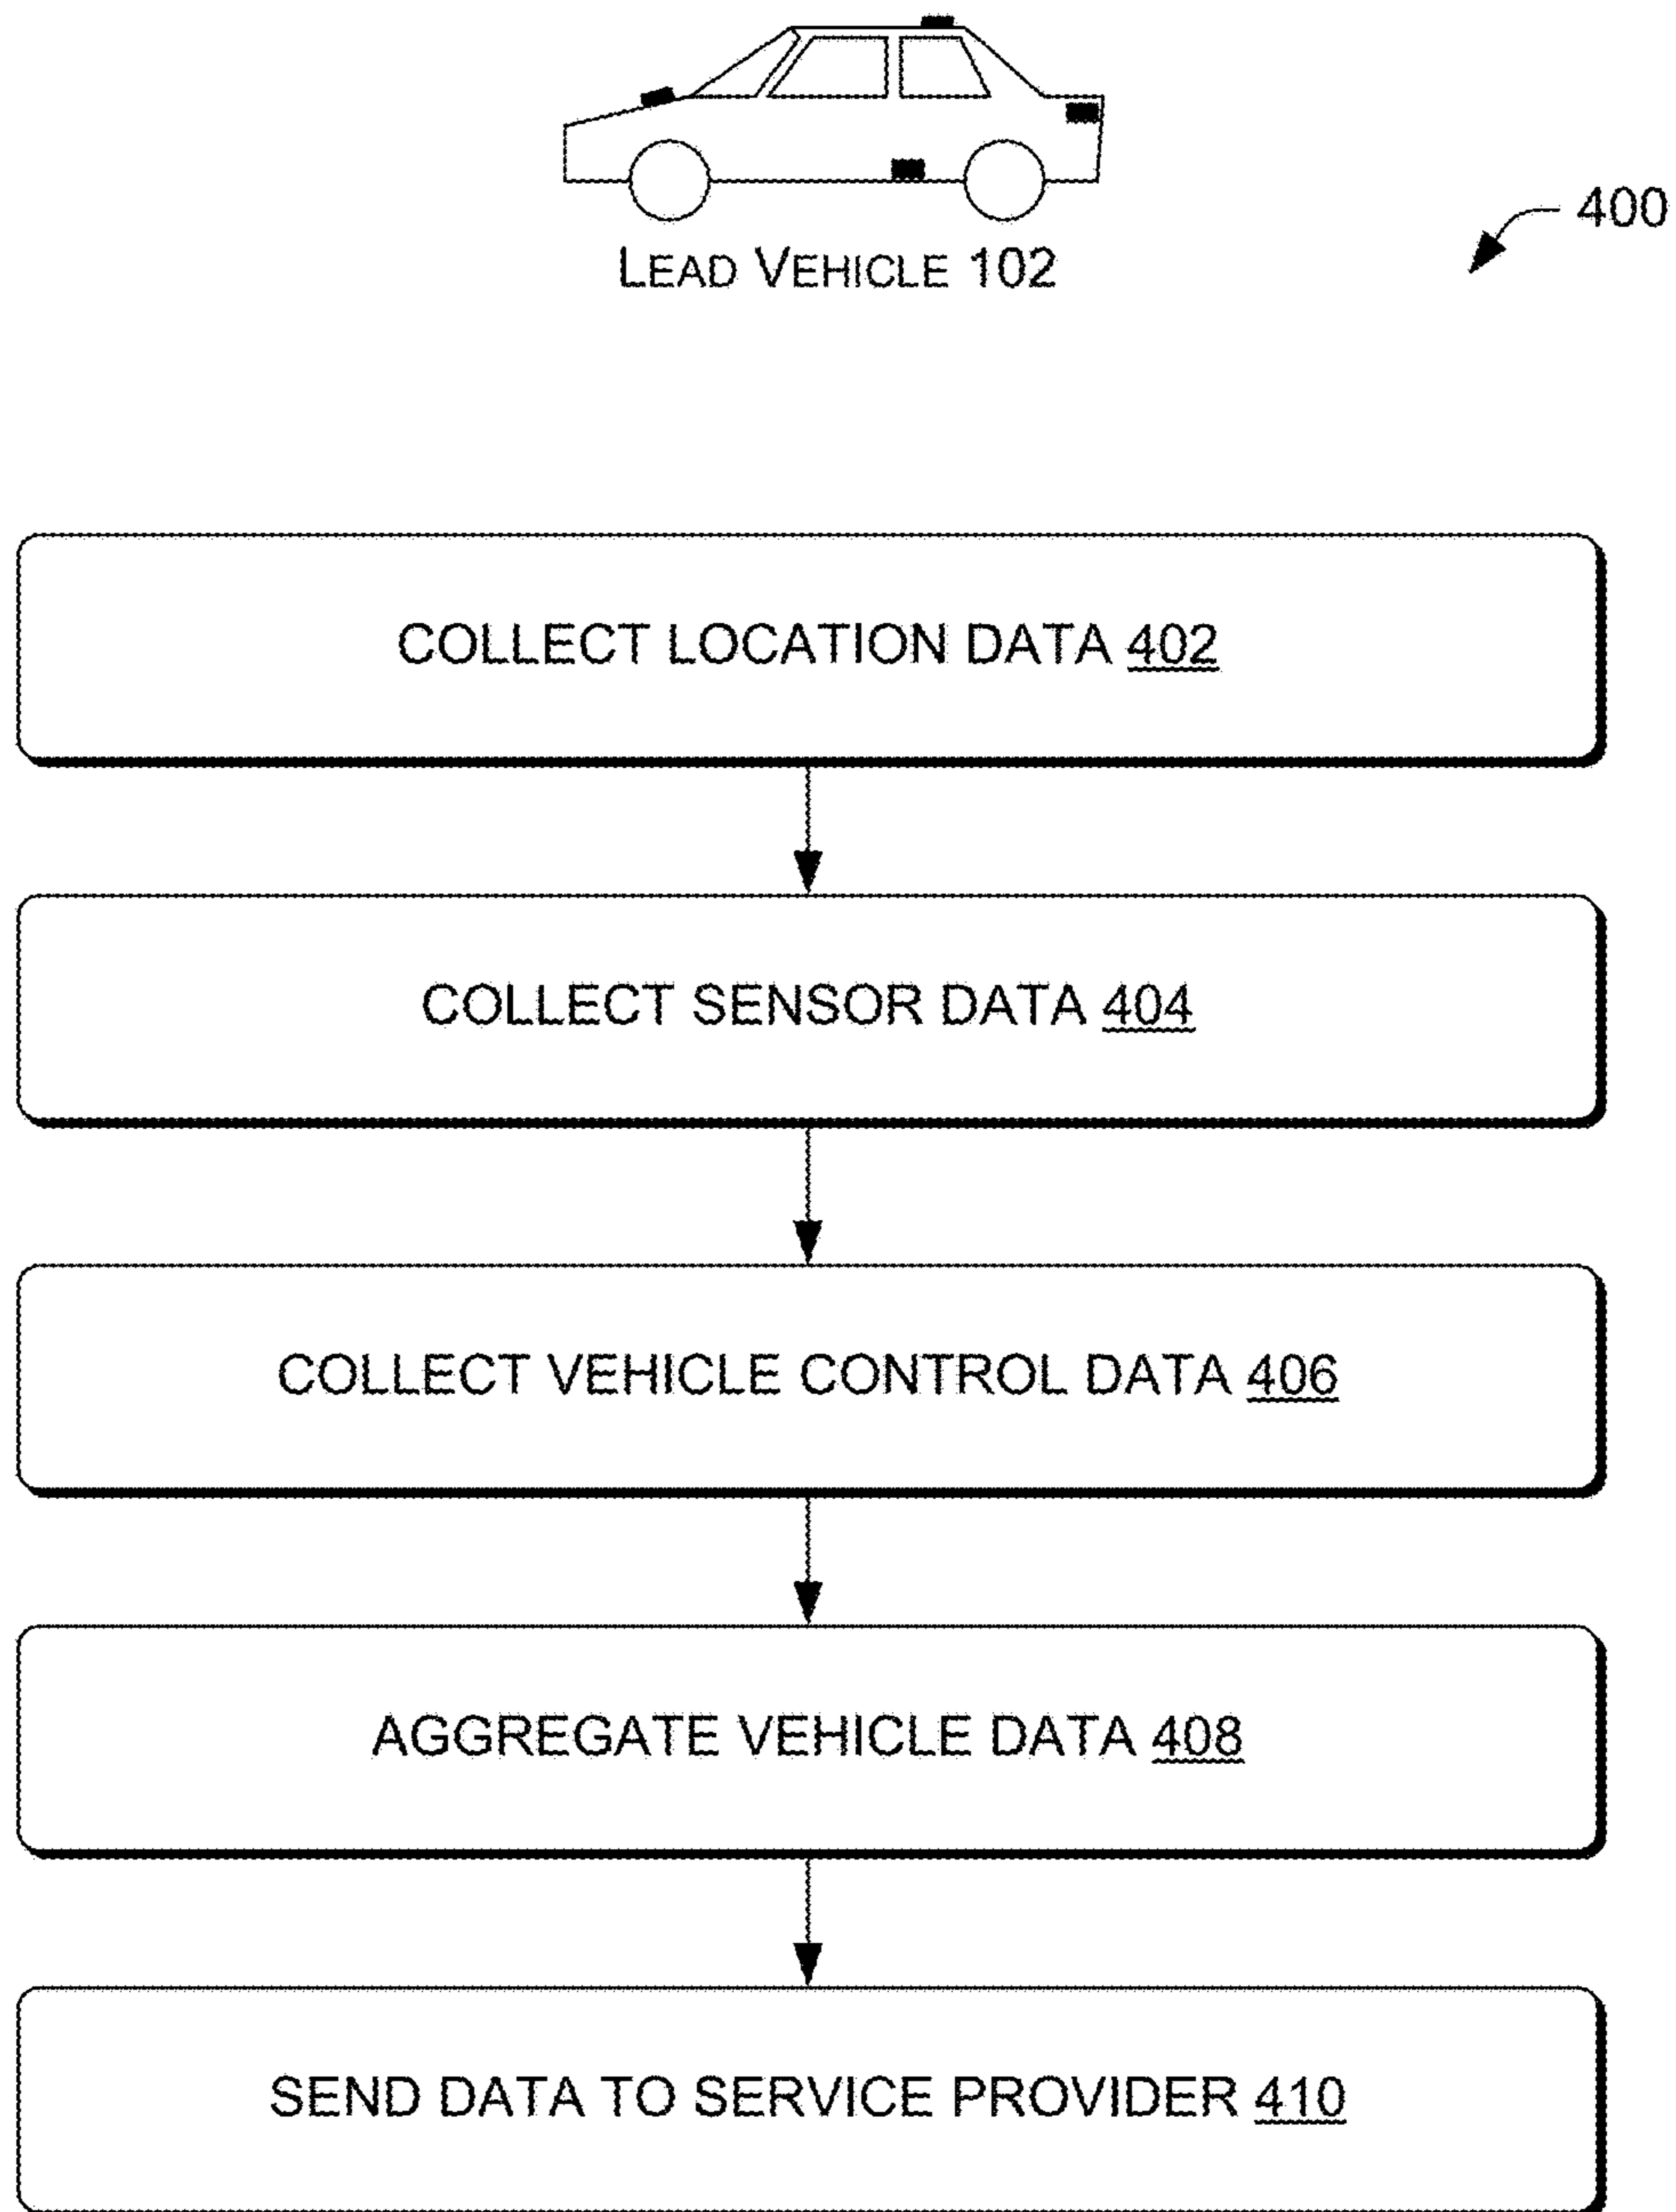 400
LEAD VEHICLE 102
COLLECT LOCATION DATA 402
COLLECT SENSOR DATA 404
COLLECT VEHICLE CONTROL DATA 406
AGGREGATE VEHICLE DATA 408
SEND DATA TO SERVICE PROVIDER 410